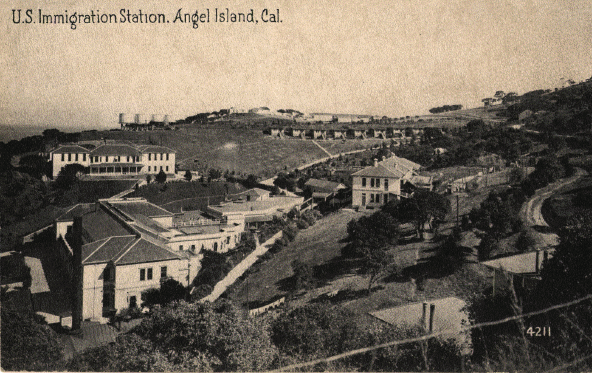 U.S. Immigration Station, Angel Island, Cal.
4211